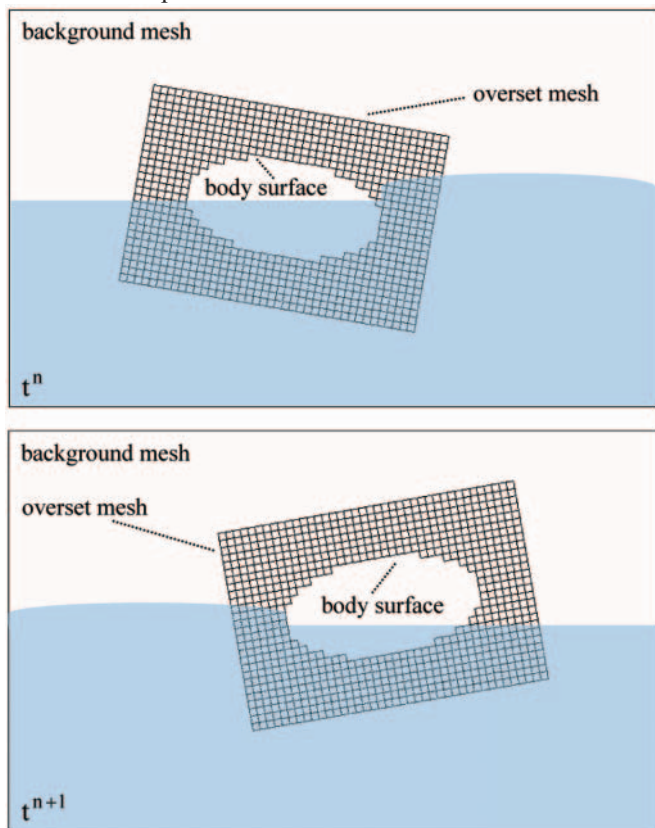 background mesh
overset mesh
body surface
t^n
background mesh
overset mesh
body surface
t^n+1